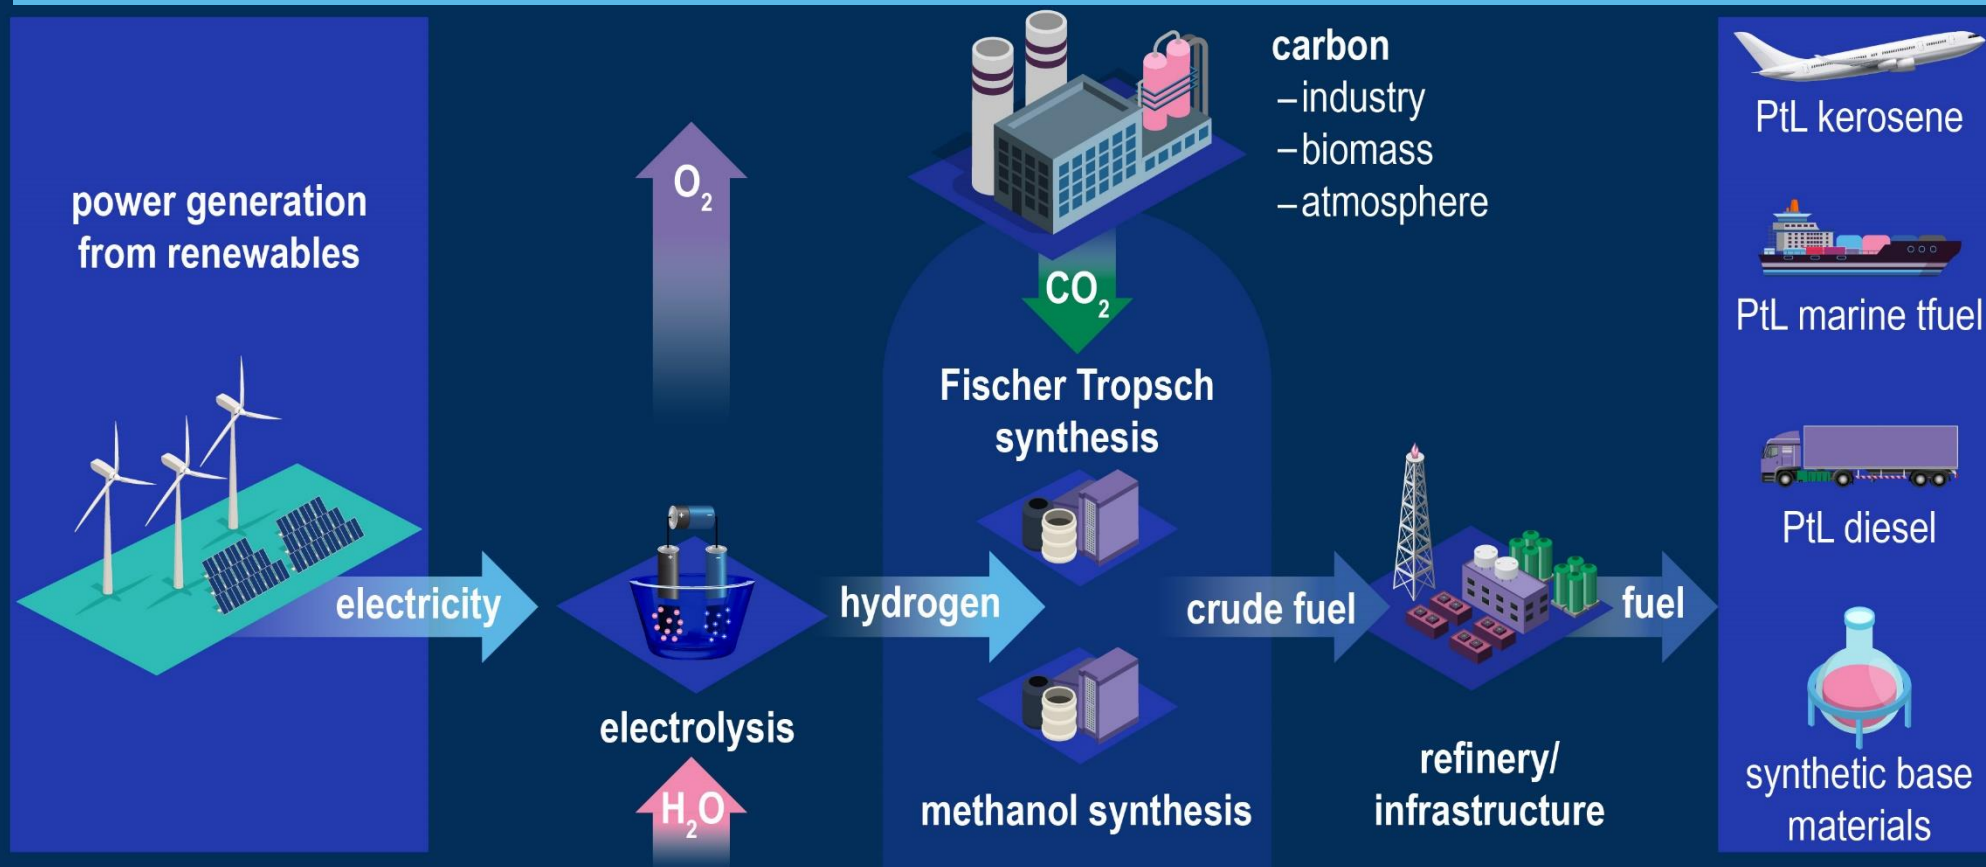 power generation
from renewables
electricity
O₂
electrolysis
H₂O
hydrogen
carbon
–industry
–biomass
–atmosphere
CO₂
Fischer Tropsch
synthesis
methanol synthesis
crude fuel
refinery/
infrastructure
fuel
PtL kerosene
PtL marine tfuel
PtL diesel
synthetic base
materials